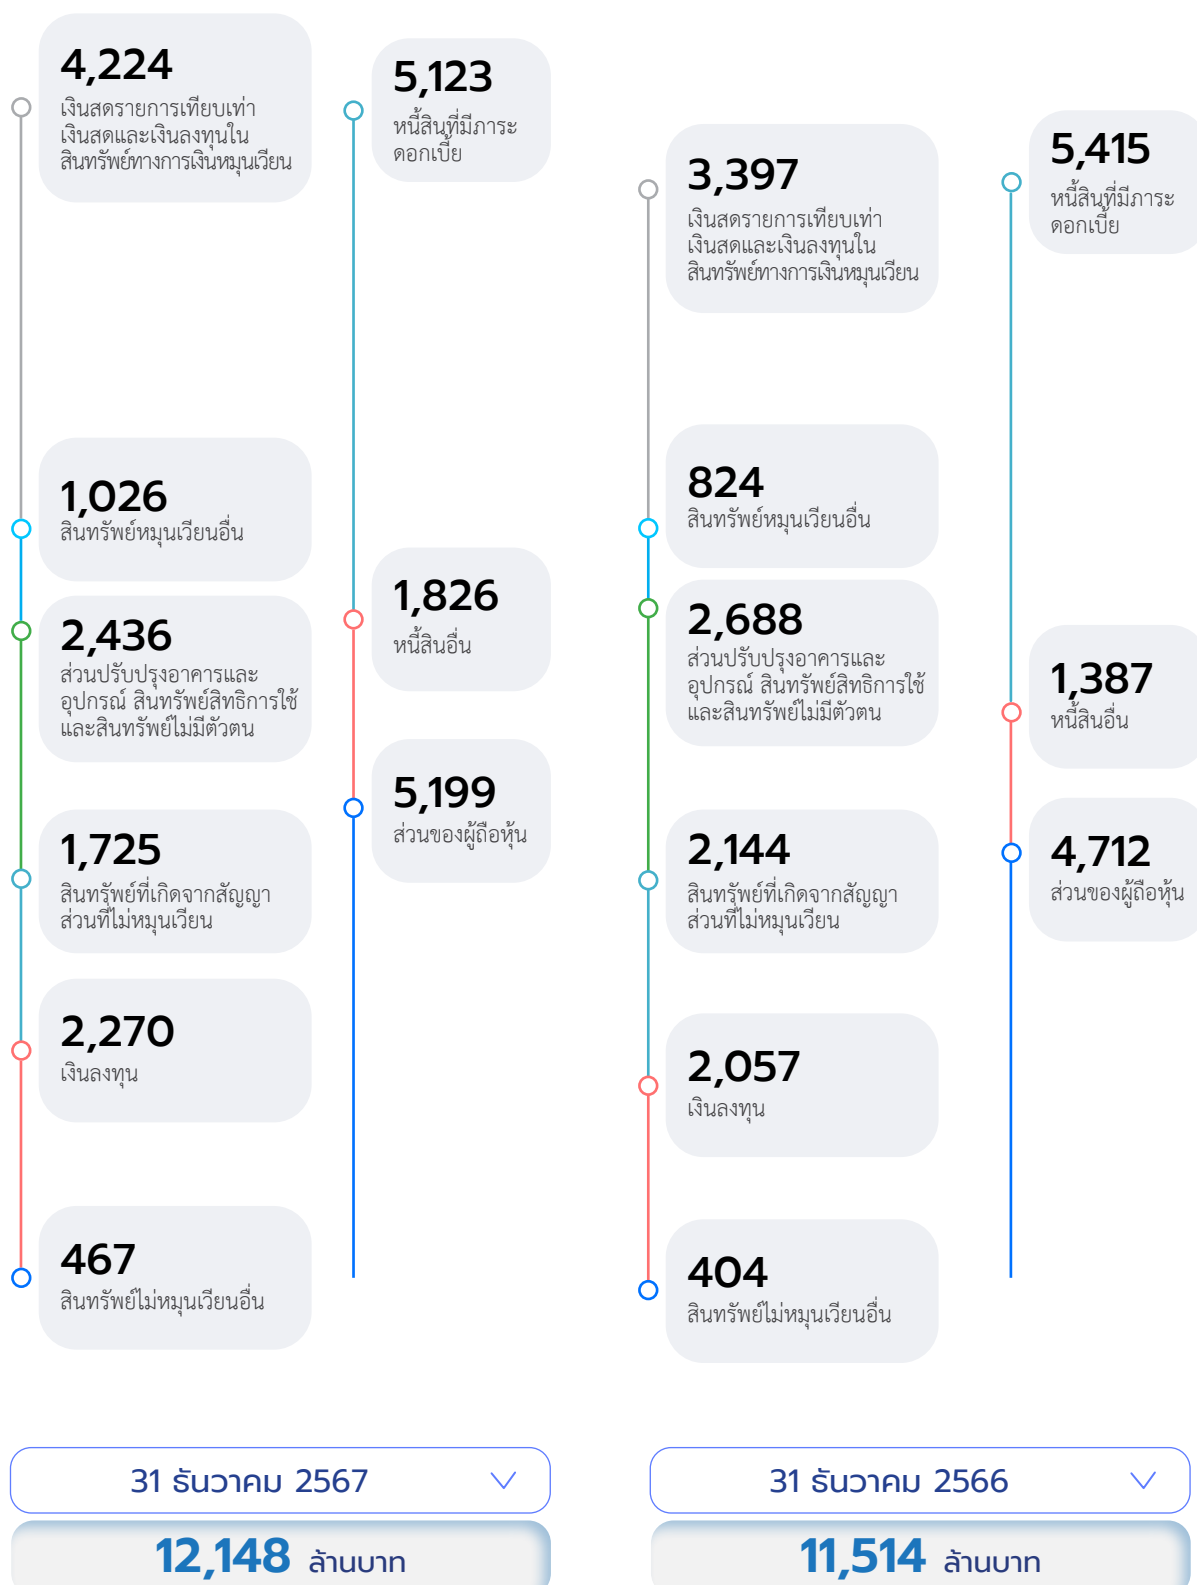 4,224
เงินสดรายการเทียบเท่า
เงินสดและเงินลงทุนใน
สินทรัพย์ทางการเงินหมุนเวียน
1,026
สินทรัพย์หมุนเวียนอื่น
2,436
ส่วนปรับปรุงอาคารและ
อุปกรณ์ สินทรัพย์สิทธิการใช้
และสินทรัพย์ไม่มีตัวตน
1,725
สินทรัพย์ที่เกิดจากสัญญา
ส่วนที่ไม่หมุนเวียน
2,270
เงินลงทุน
467
สินทรัพย์ไม่หมุนเวียนอื่น
5,123
หนี้สินที่มีภาระ
ดอกเบี้ย
1,826
หนี้สินอื่น
5,199
ส่วนของผู้ถือหุ้น
31 ธันวาคม 2567
12,148 ล้านบาท
3,397
เงินสดรายการเทียบเท่า
เงินสดและเงินลงทุนใน
สินทรัพย์ทางการเงินหมุนเวียน
824
สินทรัพย์หมุนเวียนอื่น
2,688
ส่วนปรับปรุงอาคารและ
อุปกรณ์ สินทรัพย์สิทธิการใช้
และสินทรัพย์ไม่มีตัวตน
2,144
สินทรัพย์ที่เกิดจากสัญญา
ส่วนที่ไม่หมุนเวียน
2,057
เงินลงทุน
404
สินทรัพย์ไม่หมุนเวียนอื่น
5,415
หนี้สินที่มีภาระ
ดอกเบี้ย
1,387
หนี้สินอื่น
4,712
ส่วนของผู้ถือหุ้น
31 ธันวาคม 2566
11,514 ล้านบาท